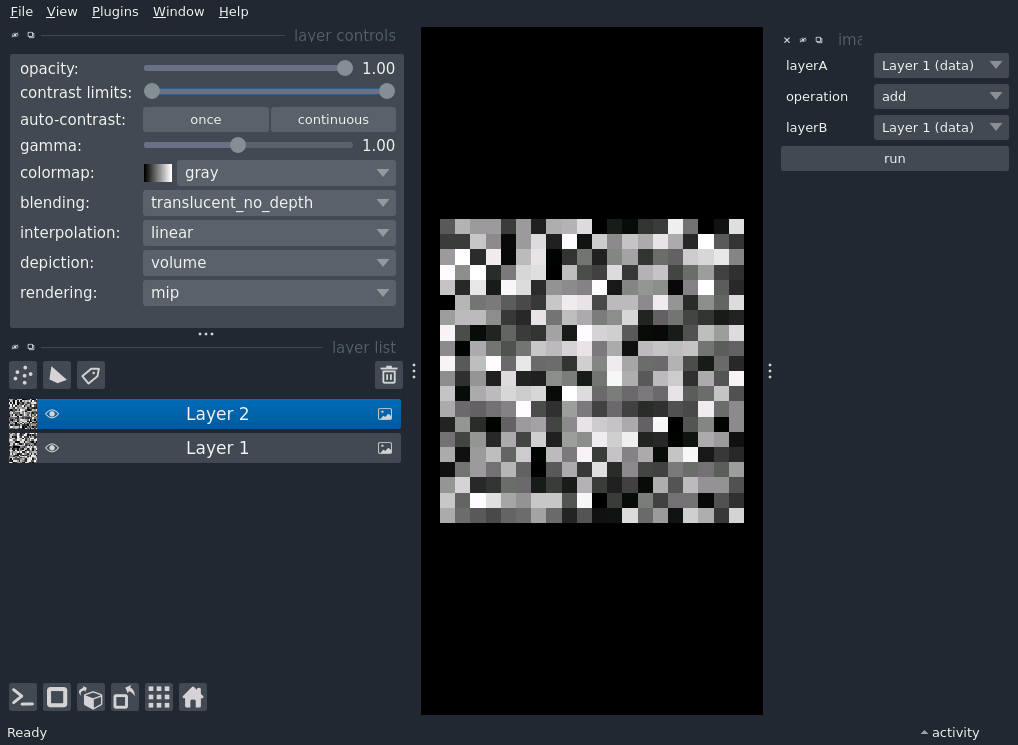 File View Plugins Window Help
layer controls
opacity: 1.00
contrast limits:
auto-contrast: once continuous
gamma: 1.00
colormap: gray
blending: translucent_no_depth
interpolation: linear
depiction: volume
rendering: mip
layer list
Layer 2
Layer 1
Ready
ima
layerA Layer 1 (data)
operation add
layerB Layer 1 (data)
run
activity